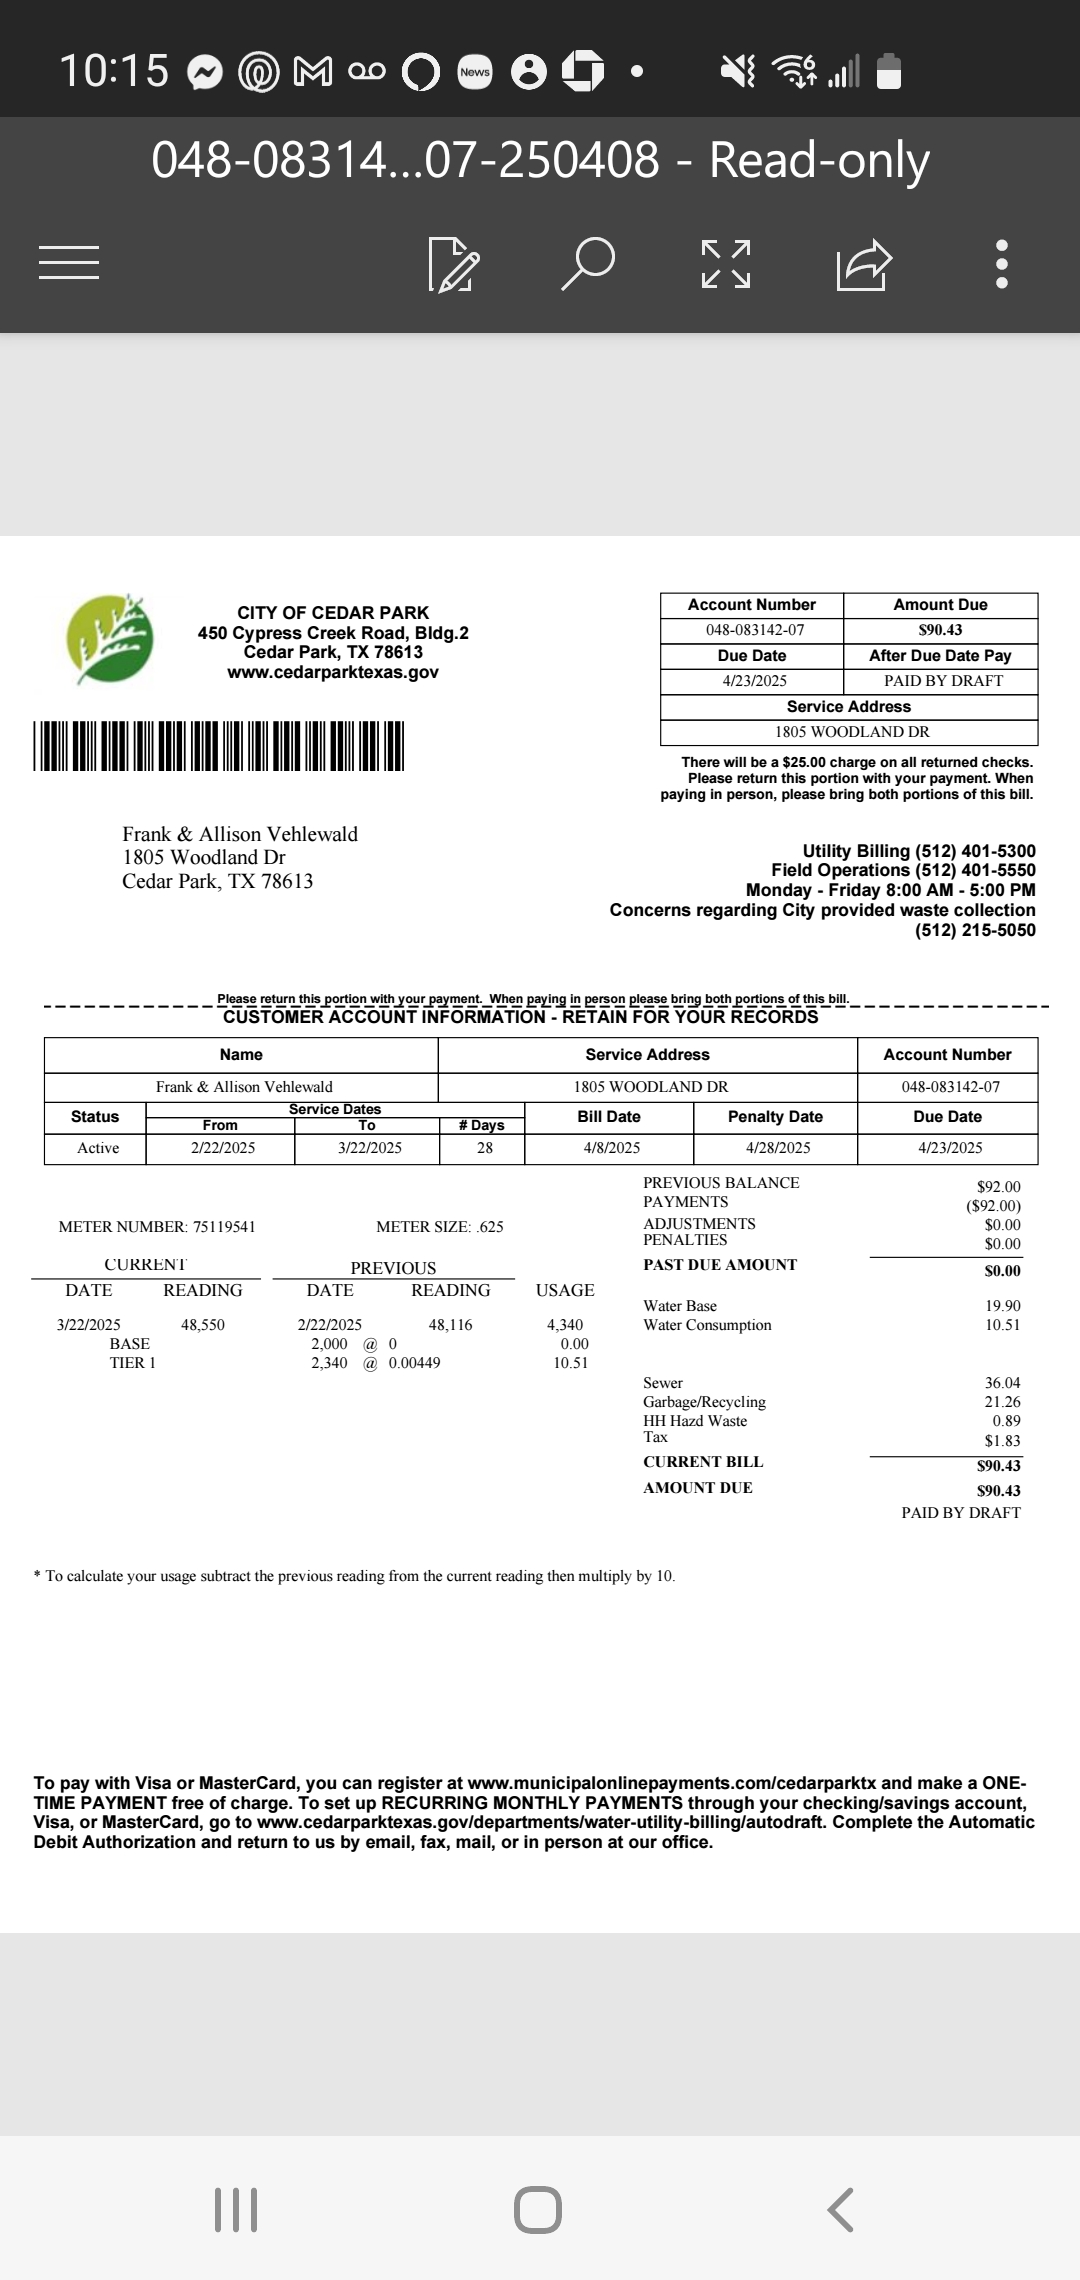 10:15 News 6
048-08314...07-250408 - Read-only
CITY OF CEDAR PARK
450 Cypress Creek Road, Bldg.2
Cedar Park, TX 78613
www.cedarparktexas.gov
Account Number Amount Due
048-083142-07 $90.43
Due Date After Due Date Pay
4/23/2025 PAID BY DRAFT
Service Address
1805 WOODLAND DR
There will be a $25.00 charge on all returned checks.
Please return this portion with your payment. When
paying in person, please bring both portions of this bill.
Frank & Allison Vehlewald
1805 Woodland Dr
Cedar Park, TX 78613
Utility Billing (512) 401-5300
Field Operations (512) 401-5550
Monday - Friday 8:00 AM - 5:00 PM
Concerns regarding City provided waste collection
(512) 215-5050
Please return this portion with your payment. When paying in person please bring both portions of this bill.
CUSTOMER ACCOUNT INFORMATION - RETAIN FOR YOUR RECORDS
Name Service Address Account Number
Frank & Allison Vehlewald 1805 WOODLAND DR 048-083142-07
Status Service Dates Bill Date Penalty Date Due Date
From To # Days
Active 2/22/2025 3/22/2025 28 4/8/2025 4/28/2025 4/23/2025
PREVIOUS BALANCE $92.00
PAYMENTS ($92.00)
ADJUSTMENTS $0.00
PENALTIES $0.00
PAST DUE AMOUNT $0.00
METER NUMBER: 75119541 METER SIZE: .625
CURRENT PREVIOUS
DATE READING DATE READING USAGE
3/22/2025 48,550 2/22/2025 48,116 4,340
BASE 2,000 @ 0 0.00
TIER 1 2,340 @ 0.00449 10.51
Water Base 19.90
Water Consumption 10.51
Sewer 36.04
Garbage/Recycling 21.26
HH Hazd Waste 0.89
Tax $1.83
CURRENT BILL $90.43
AMOUNT DUE $90.43
PAID BY DRAFT
* To calculate your usage subtract the previous reading from the current reading then multiply by 10.
To pay with Visa or MasterCard, you can register at www.municipalonlinepayments.com/cedarparktx and make a ONE-
TIME PAYMENT free of charge. To set up RECURRING MONTHLY PAYMENTS through your checking/savings account,
Visa, or MasterCard, go to www.cedarparktexas.gov/departments/water-utility-billing/autodraft. Complete the Automatic
Debit Authorization and return to us by email, fax, mail, or in person at our office.